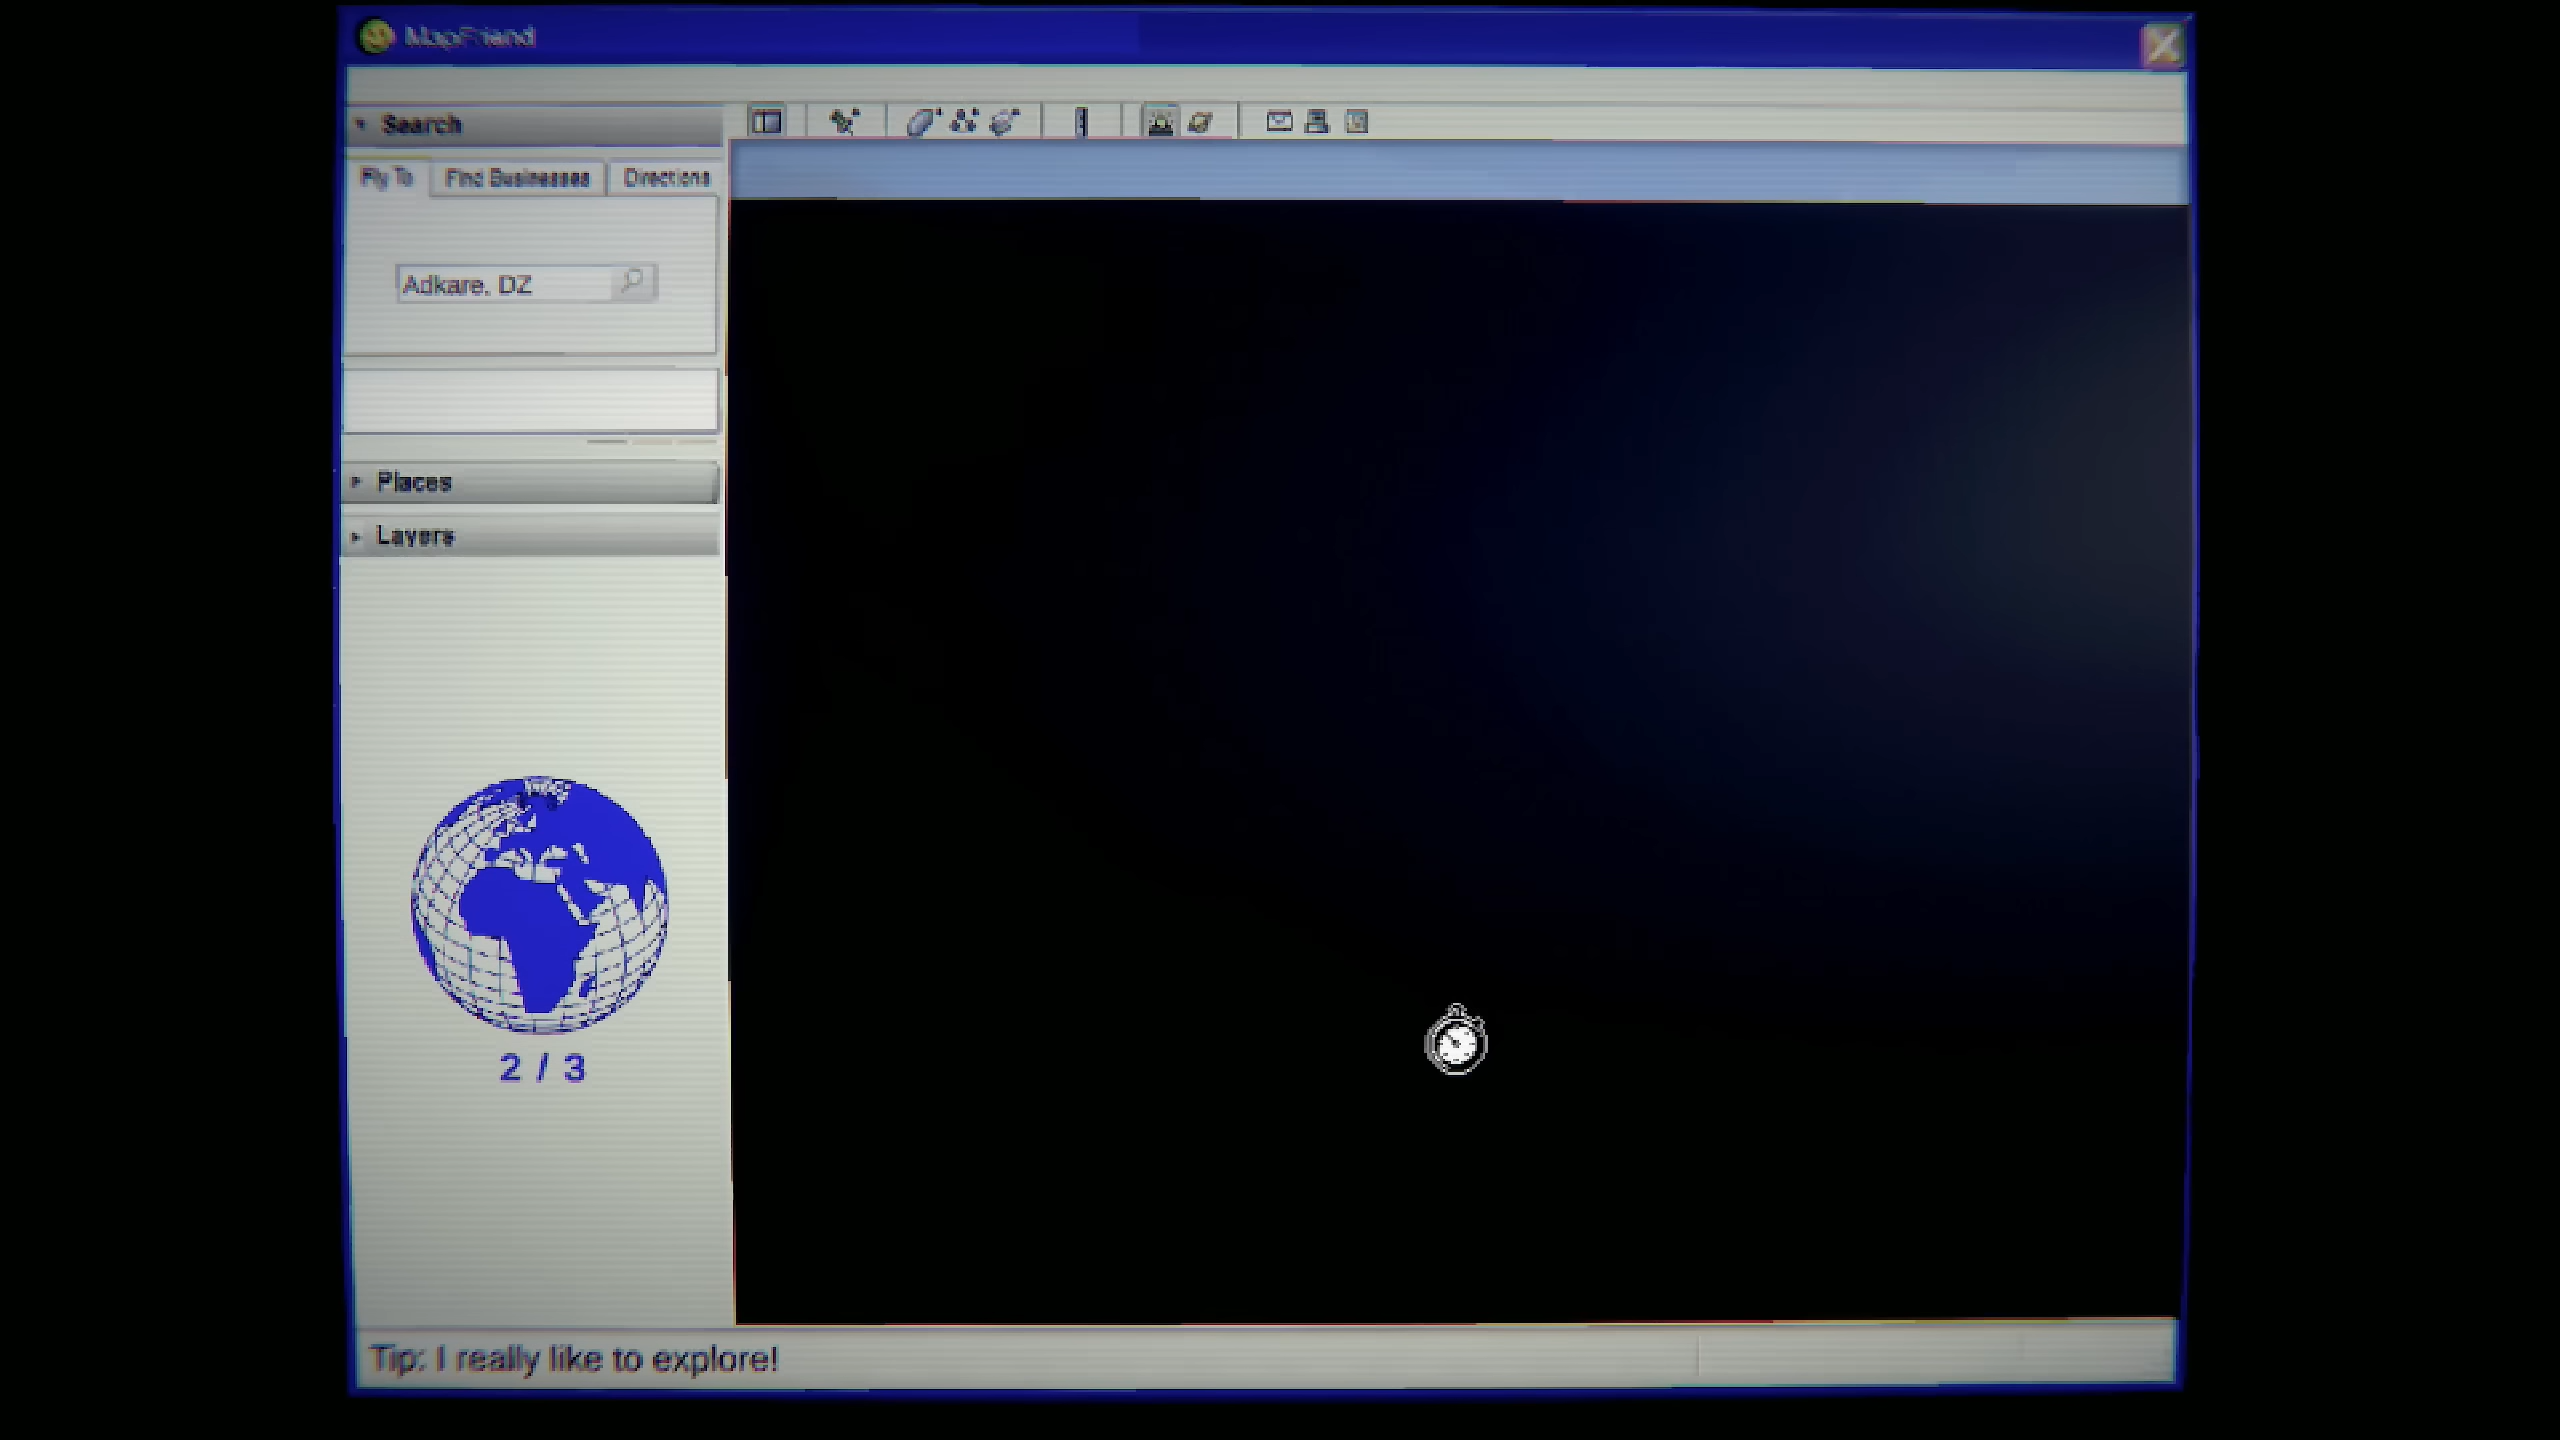 MapFriend
Search
Fly To
Find Businesses
Directions
Adkare, DZ
Places
Layers
2 / 3
Tip: I really like to explore!